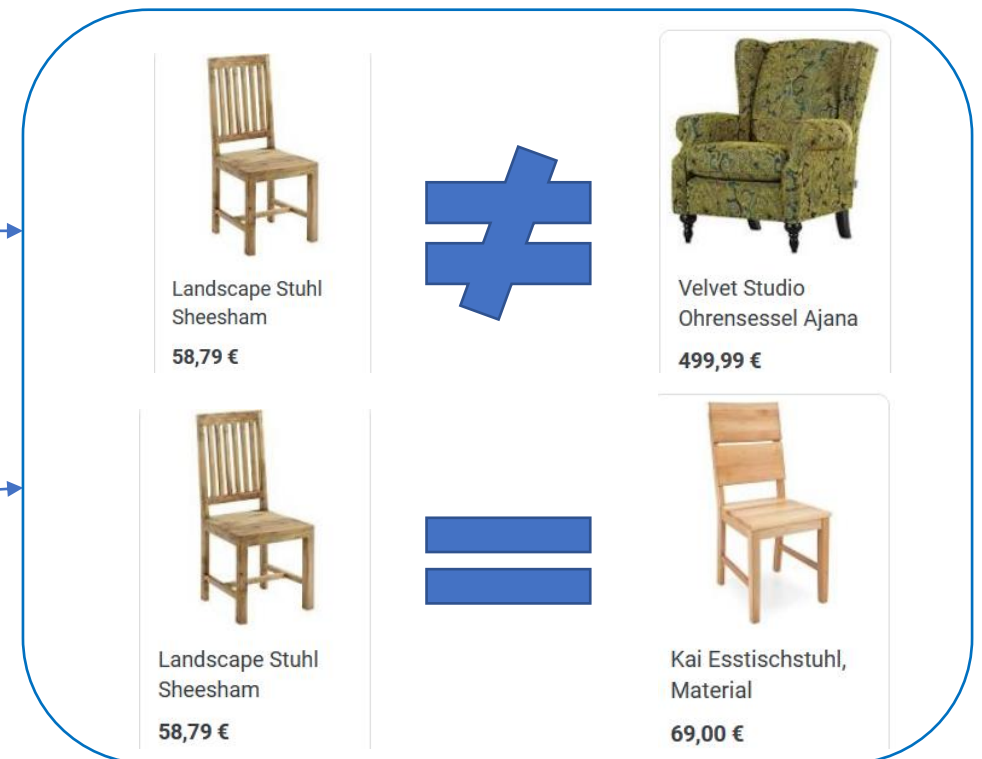 Landscape Stuhl
Sheesham
58,79 €
Velvet Studio
Ohrensessel Ajana
499,99 €
Landscape Stuhl
Sheesham
58,79 €
Kai Esstischstuhl,
Material
69,00 €